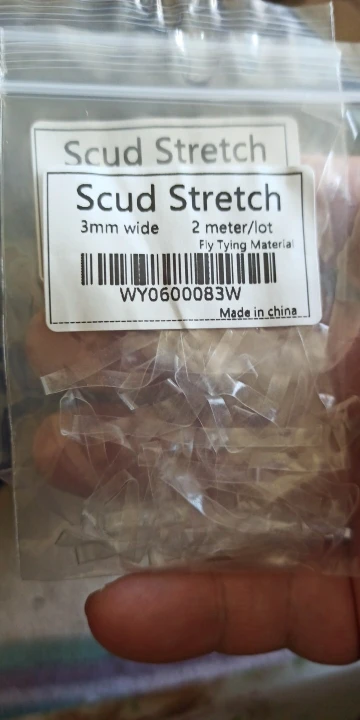 Scud Stretch
Scud Stretch
3mm wide 2 meter/lot
Fly Tying Material
WY0600083W
Made in china